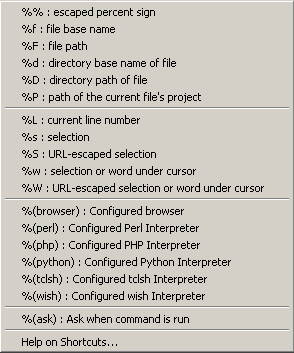 %% : escaped percent sign
%f : file base name
%F : file path
%d : directory base name of file
%D : directory path of file
%P : path of the current file's project
%L : current line number
%s : selection
%S : URL-escaped selection
%w : selection or word under cursor
%W : URL-escaped selection or word under cursor
%(browser) : Configured browser
%(perl) : Configured Perl Interpreter
%(php) : Configured PHP Interpreter
%(python) : Configured Python Interpreter
%(tclsh) : Configured tclsh Interpreter
%(wish) : Configured wish Interpreter
%(ask) : Ask when command is run
Help on Shortcuts...